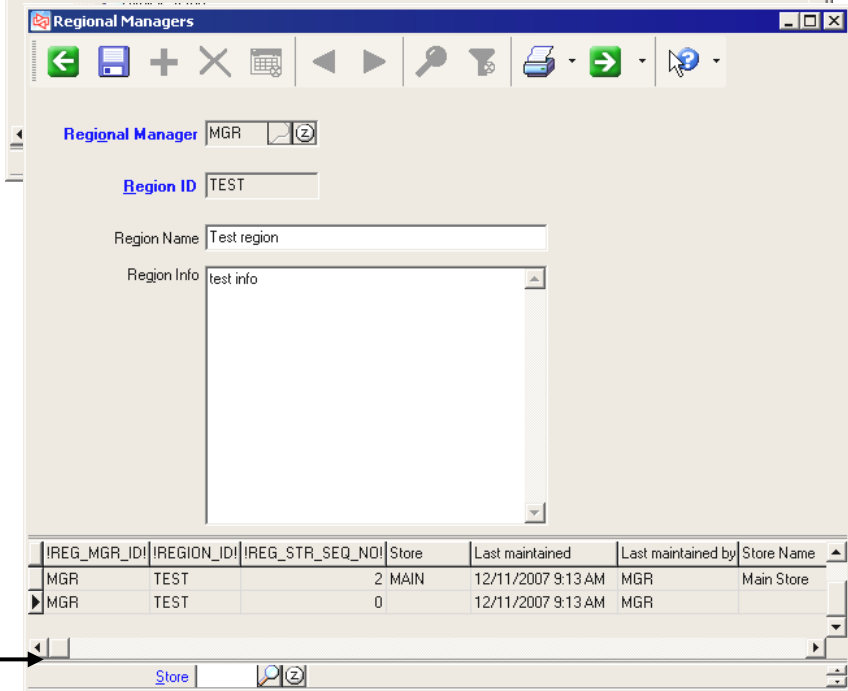 Regional Managers
Regional Manager MGR
Region ID TEST
Region Name Test region
Region Info test info
!REG_MGR_ID! !REGION_ID! !REG_STR_SEQ_NO! Store Last maintained Last maintained by Store Name
MGR TEST 2 MAIN 12/11/2007 9:13 AM MGR Main Store
MGR TEST 0 12/11/2007 9:13 AM MGR
Store